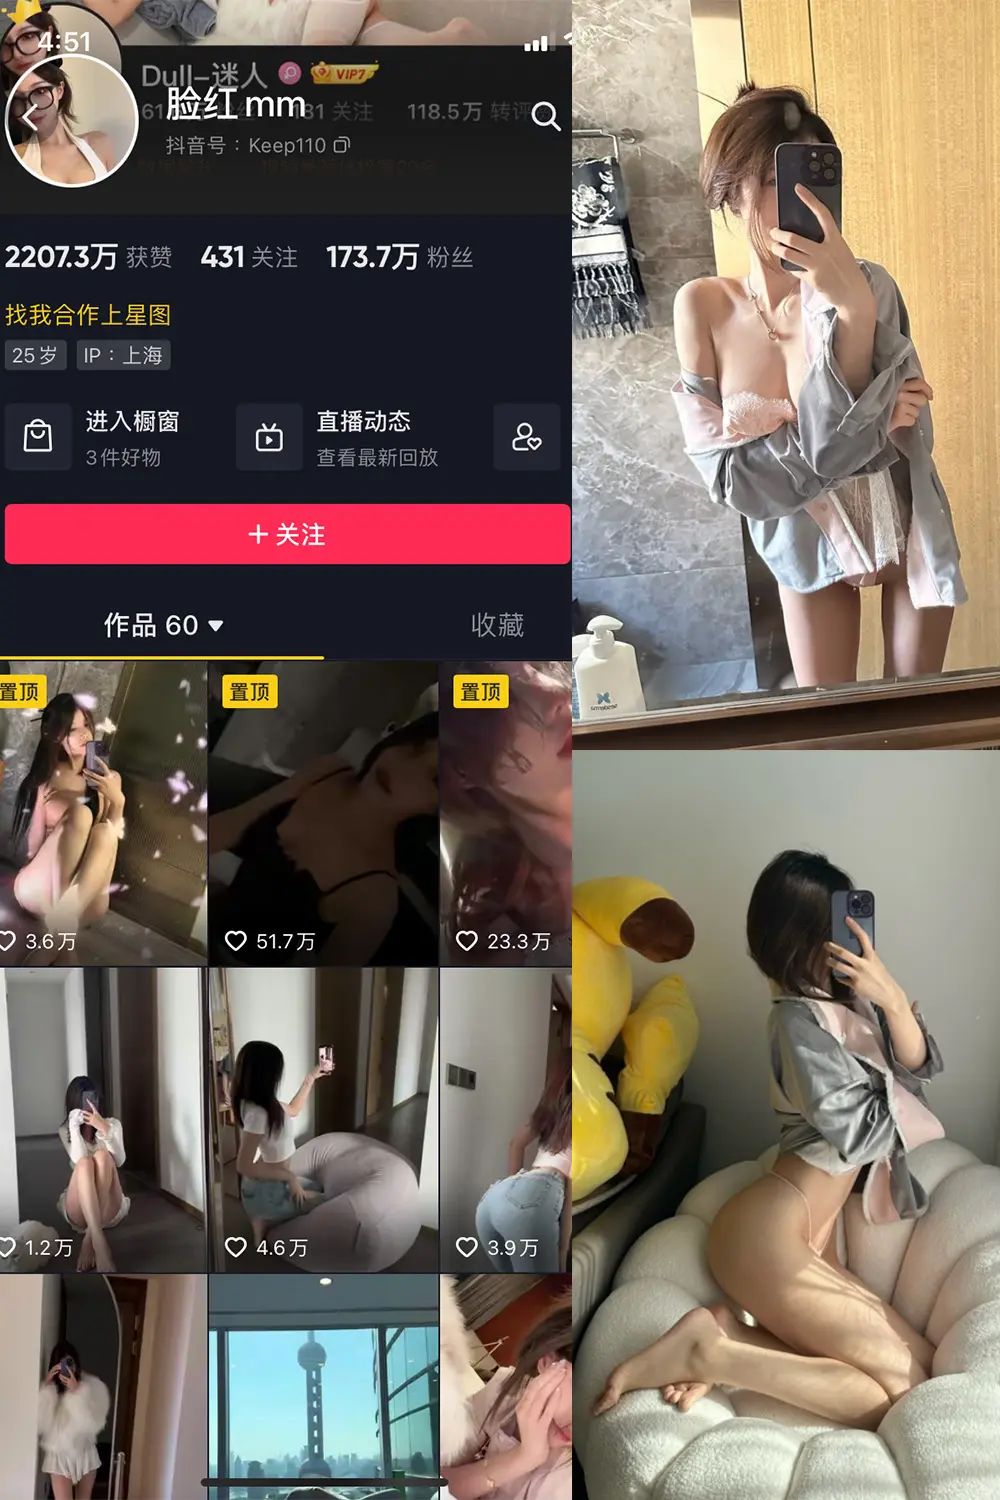 4:51
Dull-迷人 VIP7
脸红 mm
131 关注 118.5万 转评
抖音号：Keep110
2207.3万 获赞 431 关注 173.7万 粉丝
找我合作上星图
25岁 IP：上海
进入橱窗
3件好物
直播动态
查看最新回放
+ 关注
作品 60
收藏
置顶
置顶
置顶
3.6万
51.7万
23.3万
1.2万
4.6万
3.9万